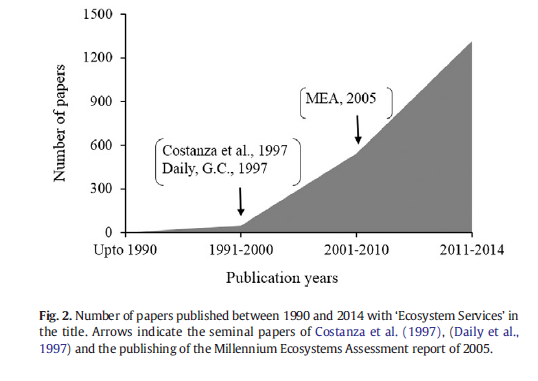 1500
1200
900
600
300
0
Number of papers
MEA, 2005
Costanza et al., 1997
Daily, G.C., 1997
Upto 1990 1991-2000 2001-2010 2011-2014
Publication years
Fig. 2. Number of papers published between 1990 and 2014 with ‘Ecosystem Services’ in
the title. Arrows indicate the seminal papers of Costanza et al. (1997), (Daily et al.,
1997) and the publishing of the Millennium Ecosystems Assessment report of 2005.